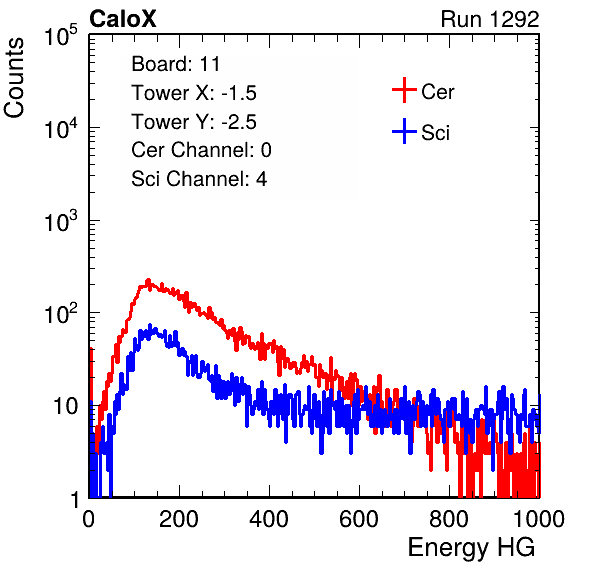 CaloX Run 1292
Counts
10^5
10^4
10^3
10^2
10
1
Board: 11
Tower X: -1.5
Tower Y: -2.5
Cer Channel: 0
Sci Channel: 4
Cer
Sci
0 200 400 600 800 1000
Energy HG